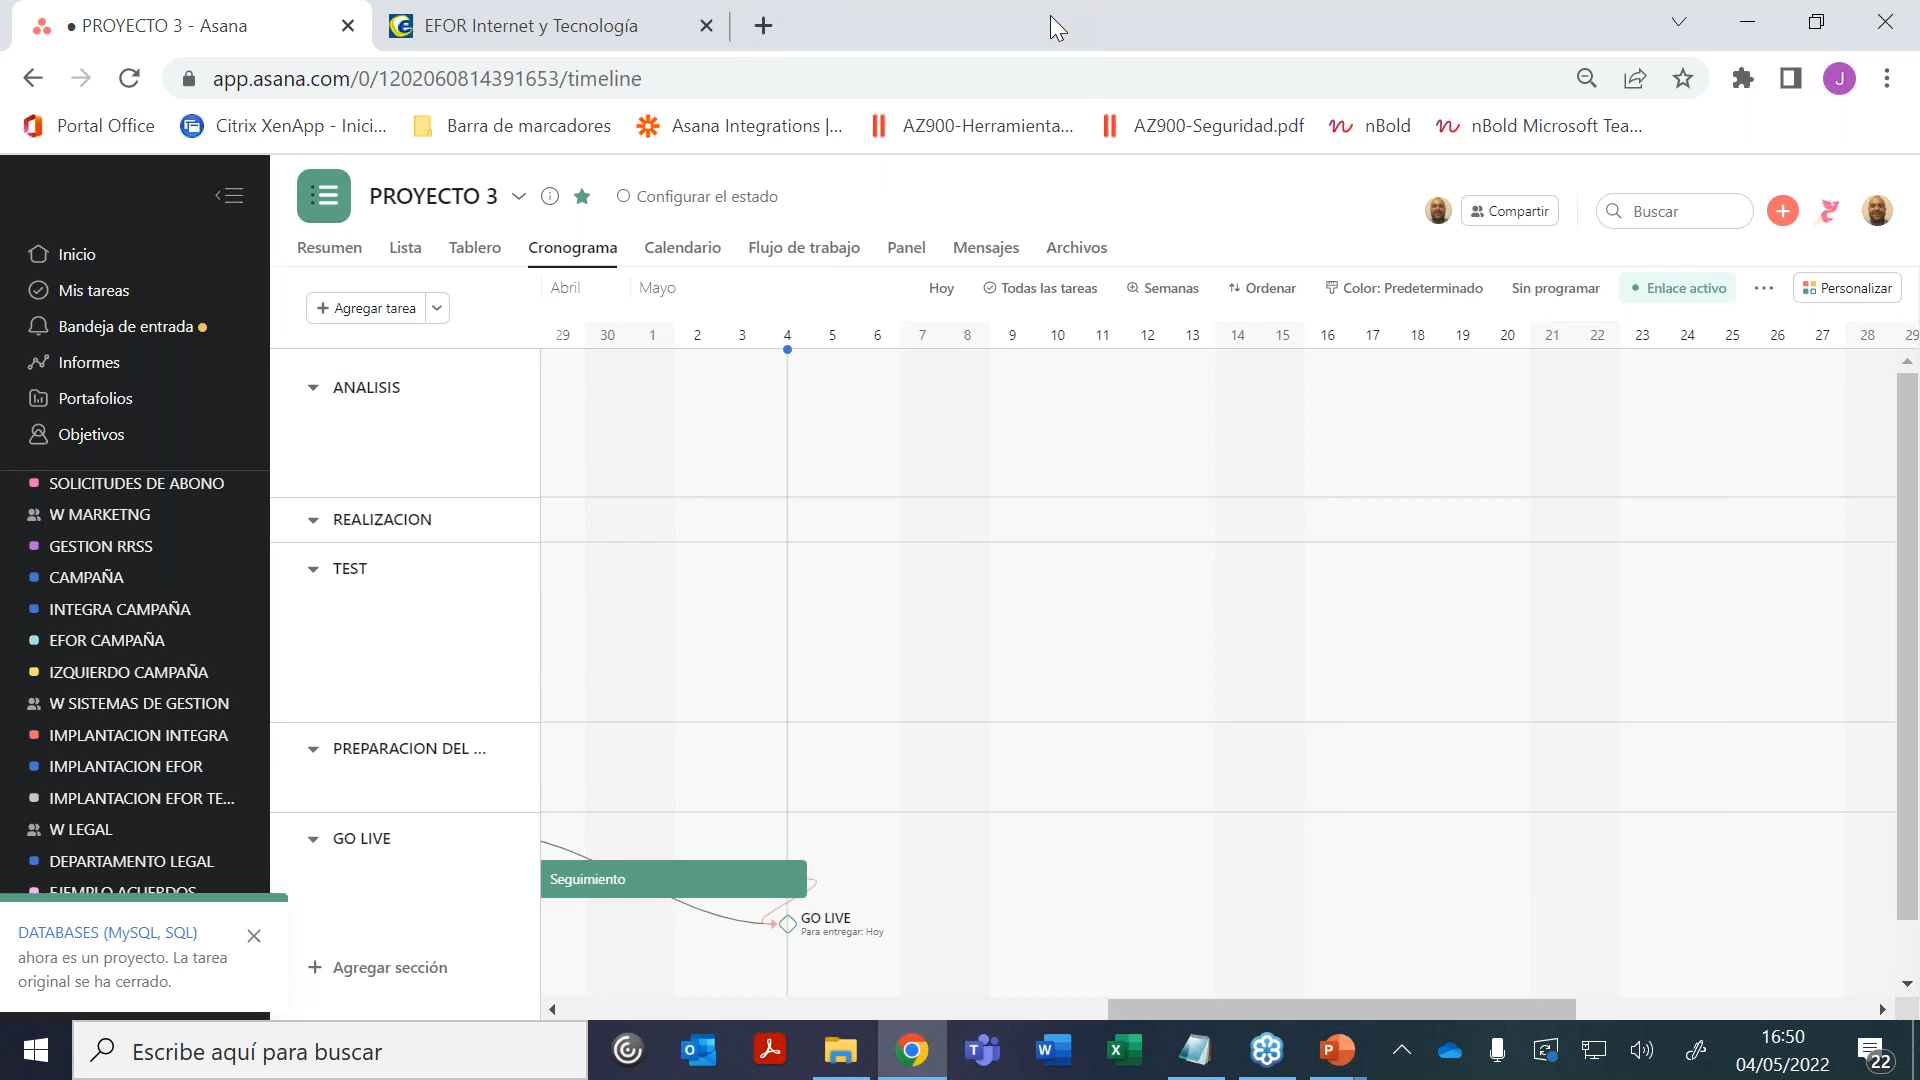 • PROYECTO 3 - Asana
EFOR Internet y Tecnología
app.asana.com/0/1202060814391653/timeline
J
Portal Office
Citrix XenApp - Inici...
Barra de marcadores
Asana Integrations |...
AZ900-Herramienta...
AZ900-Seguridad.pdf
nBold
nBold Microsoft Tea...
PROYECTO 3
Configurar el estado
Compartir
Buscar
Resumen
Lista
Tablero
Cronograma
Calendario
Flujo de trabajo
Panel
Mensajes
Archivos
Inicio
Mis tareas
Bandeja de entrada
Informes
Portafolios
Objetivos
SOLICITUDES DE ABONO
W MARKETNG
GESTION RRSS
CAMPAÑA
INTEGRA CAMPAÑA
EFOR CAMPAÑA
IZQUIERDO CAMPAÑA
W SISTEMAS DE GESTION
IMPLANTACION INTEGRA
IMPLANTACION EFOR
IMPLANTACION EFOR TE...
W LEGAL
DEPARTAMENTO LEGAL
EJEMPLO ACUERDOS
DATABASES (MySQL, SQL)
ahora es un proyecto. La tarea
original se ha cerrado.
Agregar tarea
Abril
Mayo
Hoy
Todas las tareas
Semanas
Ordenar
Color: Predeterminado
Sin programar
• Enlace activo
Personalizar
29 30 1 2 3 4 5 6 7 8 9 10 11 12 13 14 15 16 17 18 19 20 21 22 23 24 25 26 27 28 29
ANALISIS
REALIZACION
TEST
PREPARACION DEL ...
GO LIVE
Seguimiento
GO LIVE
Para entregar: Hoy
Agregar sección
Escribe aquí para buscar
16:50
04/05/2022
22